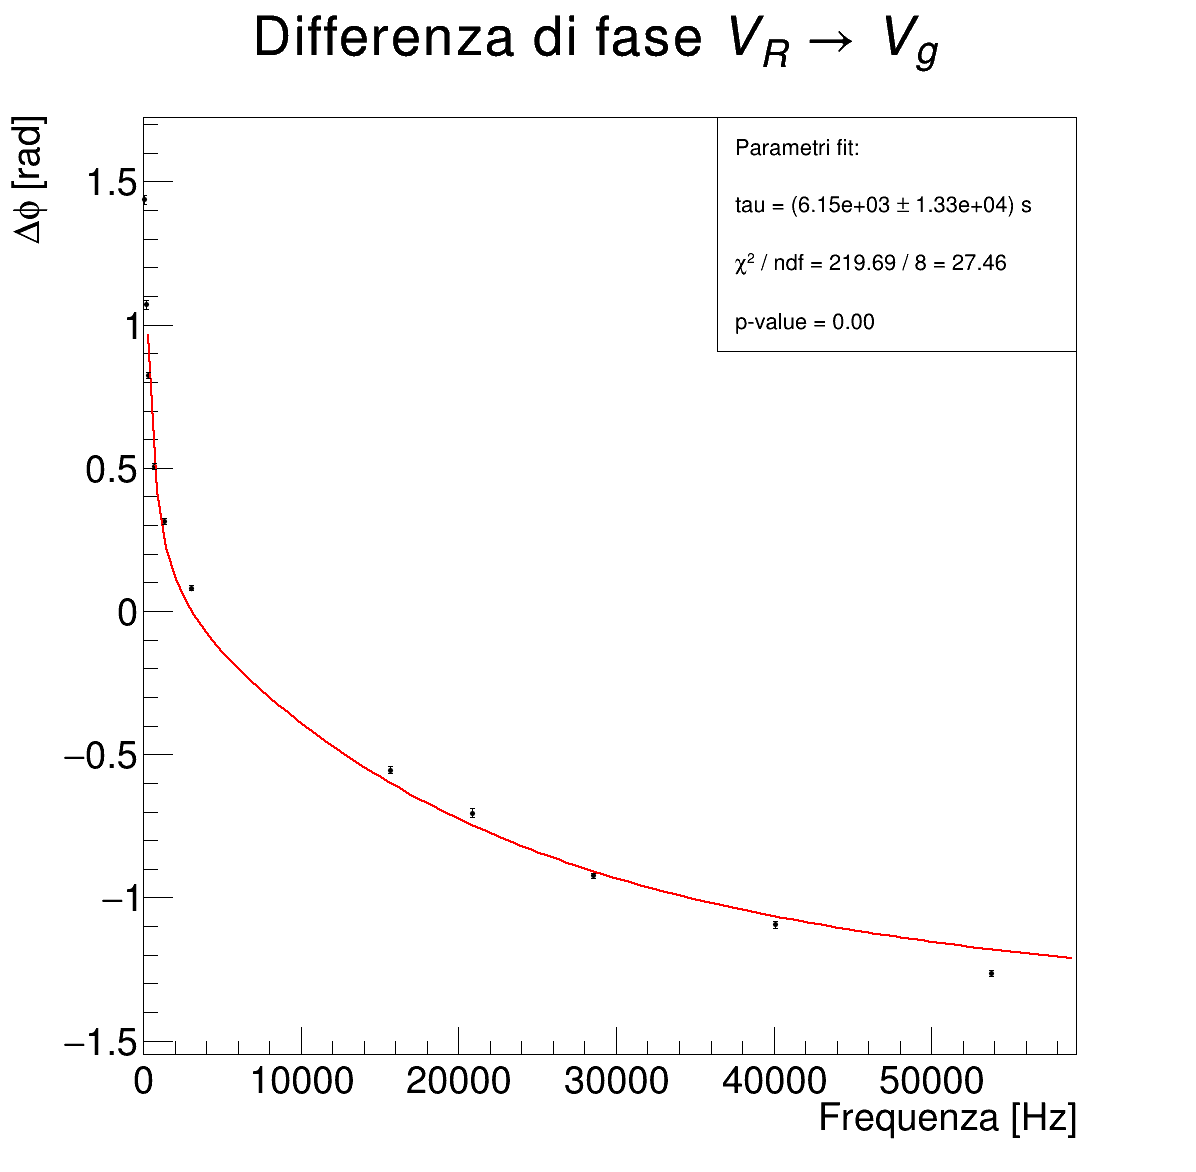 Differenza di fase V_R → V_g
Δϕ [rad]
Parametri fit:
tau = (6.15e+03 ± 1.33e+04) s
χ² / ndf = 219.69 / 8 = 27.46
p-value = 0.00
1.5
1
0.5
0
−0.5
−1
−1.5
0 10000 20000 30000 40000 50000
Frequenza [Hz]